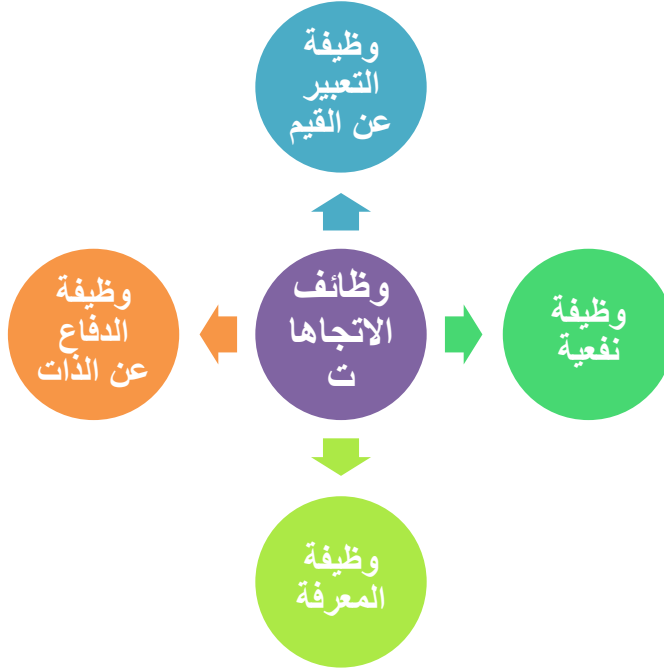 وظيفة
التعبير
عن القيم
وظائف
الاتجاها
ت
وظيفة
نفعية
وظيفة
الدفاع
عن الذات
وظيفة
المعرفة